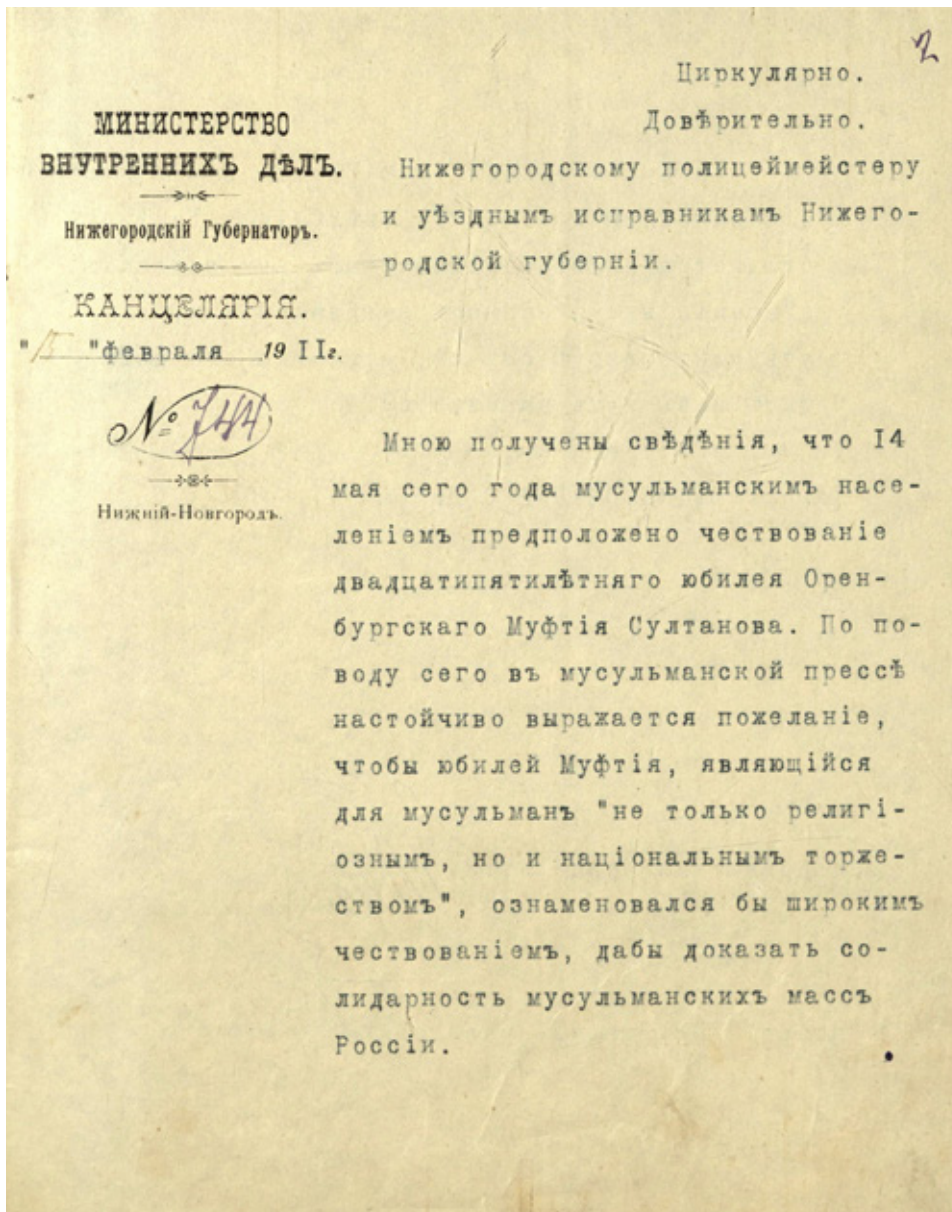 2
Циркулярно.
Довѣрительно.
МИНИСТЕРСТВО
ВНУТРЕННИХЪ ДѢЛЪ.
Нижегородскій Губернаторъ.
КАНЦЕЛЯРІЯ.
"15 "февраля 19 IIг.
№ 744
Нижній-Новгородъ.
Нижегородскому полицеймейстеру
и уѣзднымъ исправникамъ Нижего-
родской губерніи.
Мною получены свѣдѣнія, что I4
мая сего года мусульманскимъ насе-
леніемъ предположено чествованіе
двадцатипятилѣтняго юбилея Орен-
бургскаго Муфтія Султанова. По по-
воду сего въ мусульманской прессѣ
настойчиво выражается пожеланіе,
чтобы юбилей Муфтія, являющійся
для мусульманъ "не только религі-
ознымъ, но и національнымъ торже-
ствомъ", ознаменовался бы широкимъ
чествованіемъ, дабы доказать со-
лидарность мусульманскихъ массъ
Россіи.